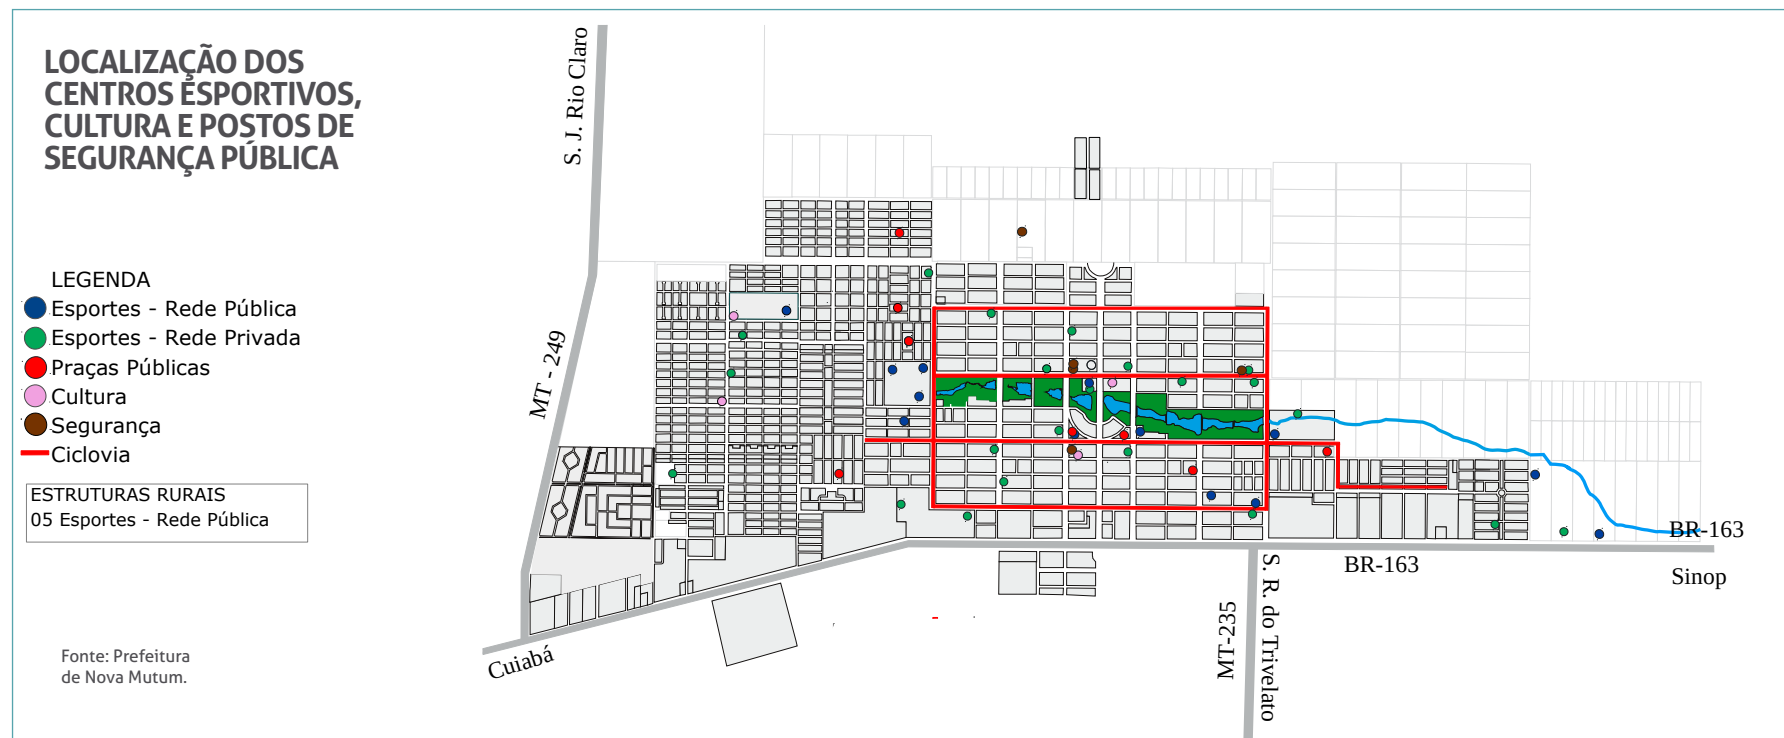 LOCALIZAÇÃO DOS
CENTROS ESPORTIVOS,
CULTURA E POSTOS DE
SEGURANÇA PÚBLICA
LEGENDA
Esportes - Rede Pública
Esportes - Rede Privada
Praças Públicas
Cultura
Segurança
Ciclovia
ESTRUTURAS RURAIS
05 Esportes - Rede Pública
Fonte: Prefeitura
de Nova Mutum.
S. J. Rio Claro
MT - 249
Cuiabá
MT-235
S. R. do Trivelato
BR-163
BR-163
Sinop